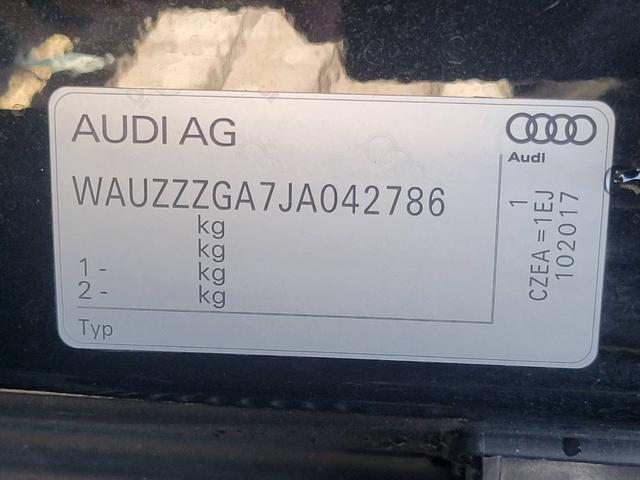 AUDI AG
Audi
WAUZZZGA7JA042786
kg
kg
1 - kg
2 - kg
Typ
1
CZEA =1EJ
102017